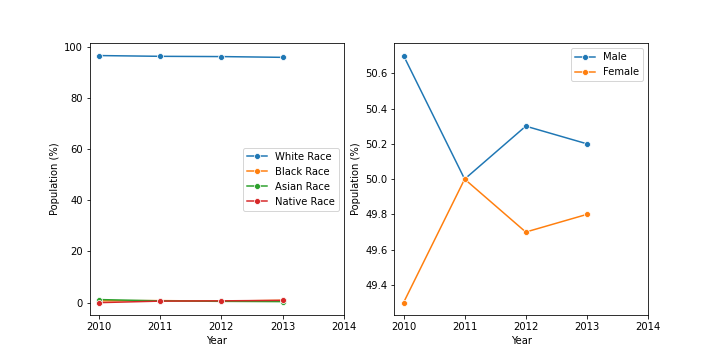 100
80
60
40
20
0
Population (%)
2010 2011 2012 2013 2014
Year
White Race
Black Race
Asian Race
Native Race
50.6
50.4
50.2
50.0
49.8
49.6
49.4
Population (%)
2010 2011 2012 2013 2014
Year
Male
Female